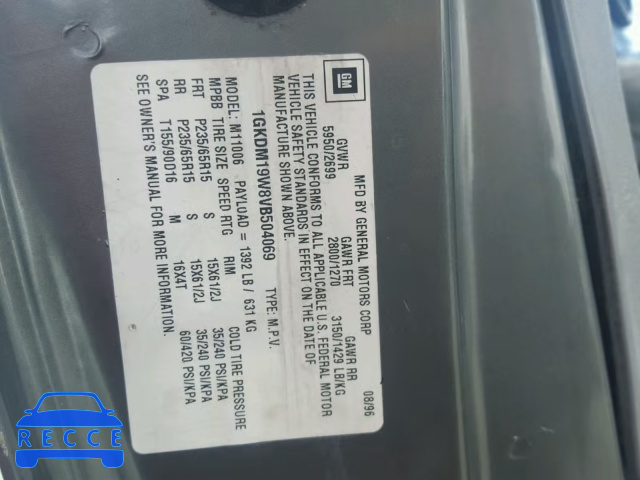 GM
MFD BY GENERAL MOTORS CORP 08/96
GVWR GAWR FRT GAWR RR
5950/2699 2800/1270 3150/1429 LB/KG
THIS VEHICLE CONFORMS TO ALL APPLICABLE U.S. FEDERAL MOTOR
VEHICLE SAFETY STANDARDS IN EFFECT ON THE DATE OF
MANUFACTURE SHOWN ABOVE.
1GKDM19W8VB504069 TYPE: M.P.V.
MODEL: M11006 PAYLOAD = 1392 LB / 631 KG
MPBB TIRE SIZE SPEED RTG RIM COLD TIRE PRESSURE
FRT P235/65R15 S 15X61/2J 35/240 PSI/KPA
RR P235/65R15 S 15X61/2J 35/240 PSI/KPA
SPA T155/90D16 M 16X4T 60/420 PSI/KPA
SEE OWNER'S MANUAL FOR MORE INFORMATION.
RECCE